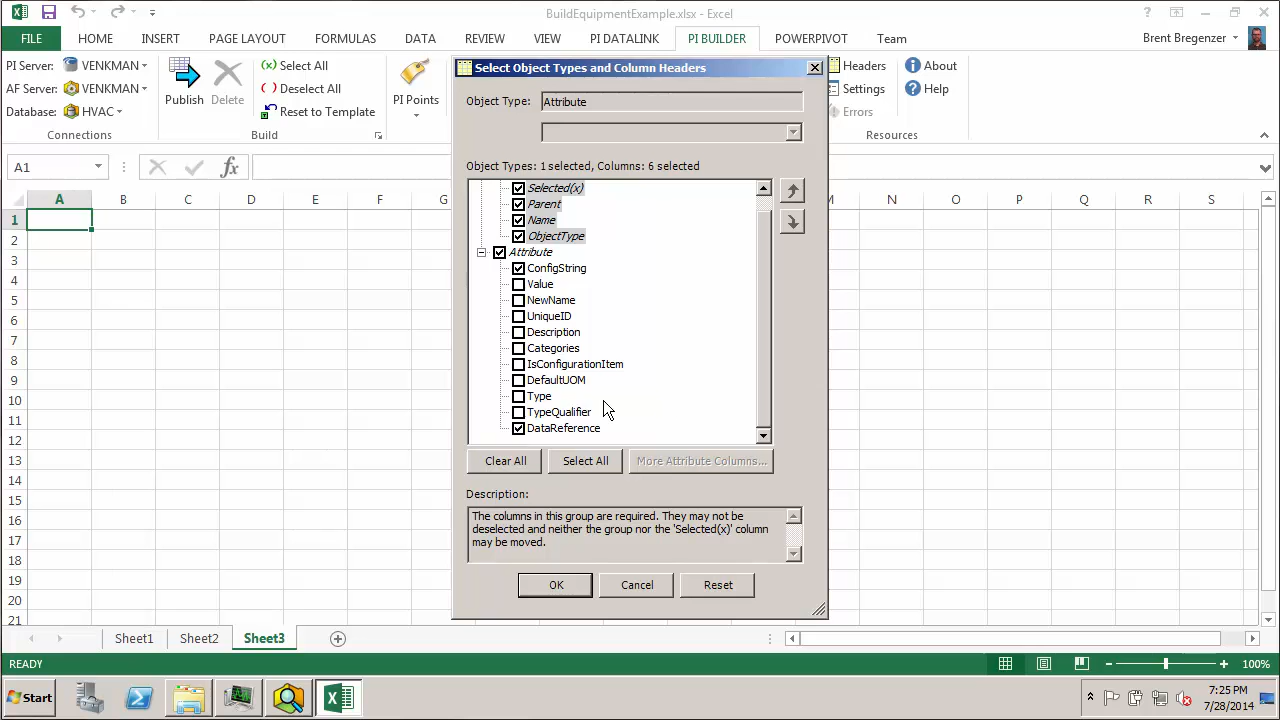 BuildEquipmentExample.xlsx - Excel
FILE HOME INSERT PAGE LAYOUT FORMULAS DATA REVIEW VIEW PI DATALINK PI BUILDER POWERPIVOT Team Brent Bregenzer
PI Server: VENKMAN
AF Server: VENKMAN
Database: HVAC
Connections
Publish
Delete
Select All
Deselect All
Reset to Template
Build
PI Points
Headers
Settings
Errors
About
Help
Resources
A1
fx
A B C D E F G M N O P Q R S
1
2
3
4
5
6
7
8
9
10
11
12
13
14
15
16
17
18
19
20
21
Select Object Types and Column Headers
Object Type: Attribute
Object Types: 1 selected, Columns: 6 selected
Selected(x)
Parent
Name
ObjectType
Attribute
ConfigString
Value
NewName
UniqueID
Description
Categories
IsConfigurationItem
DefaultUOM
Type
TypeQualifier
DataReference
Clear All Select All More Attribute Columns...
Description:
The columns in this group are required. They may not be
deselected and neither the group nor the 'Selected(x)' column
may be moved.
OK Cancel Reset
Sheet1 Sheet2 Sheet3
READY 100%
Start
7:25 PM
7/28/2014